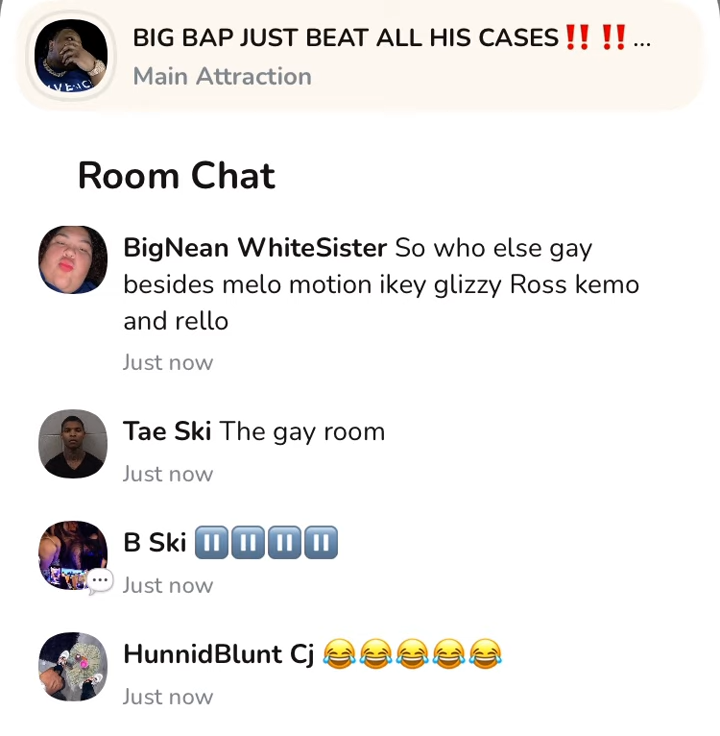 BIG BAP JUST BEAT ALL HIS CASES‼️ ‼️...
Main Attraction
Room Chat
BigNean WhiteSister So who else gay
besides melo motion ikey glizzy Ross kemo
and rello
Just now
Tae Ski The gay room
Just now
B Ski ⏸️⏸️⏸️⏸️
Just now
HunnidBlunt Cj 😂😂😂😂😂
Just now